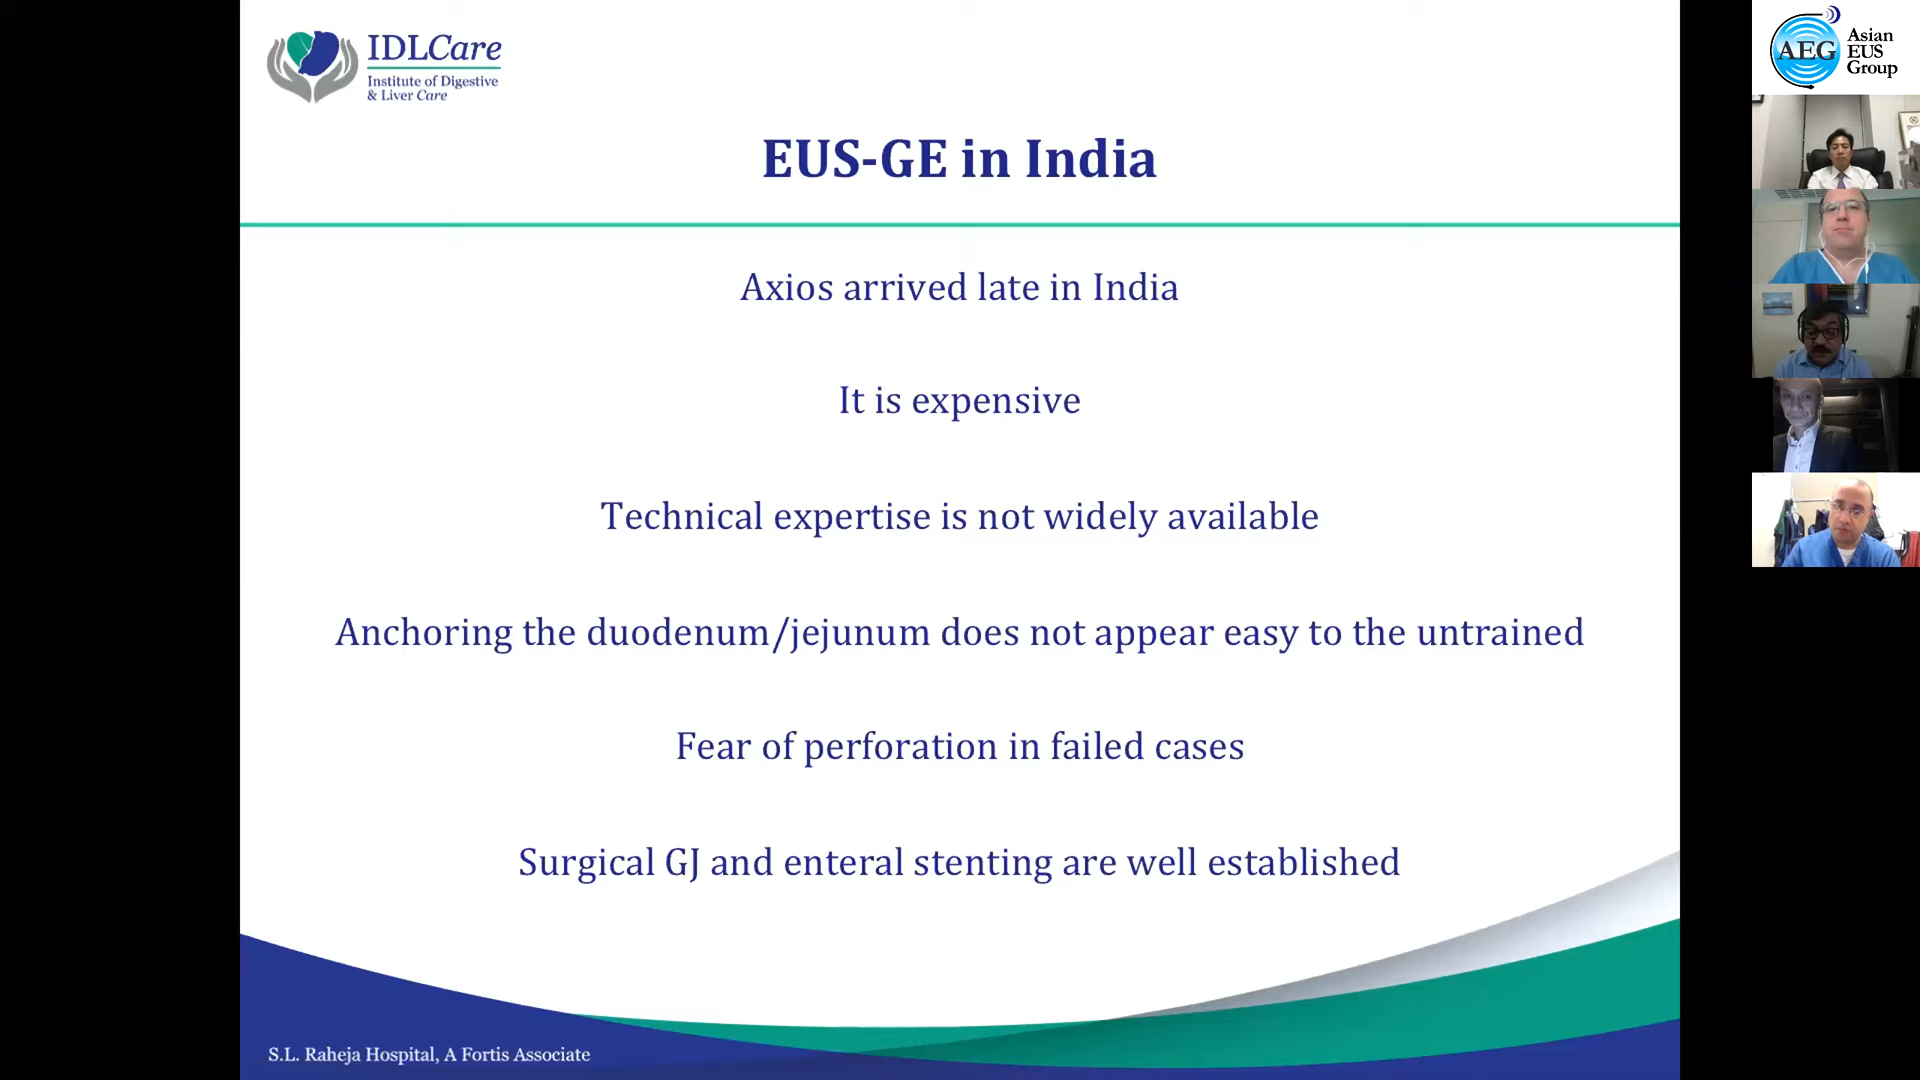 IDLCare
Institute of Digestive
& Liver Care
EUS-GE in India
Axios arrived late in India
It is expensive
Technical expertise is not widely available
Anchoring the duodenum/jejunum does not appear easy to the untrained
Fear of perforation in failed cases
Surgical GJ and enteral stenting are well established
S.L. Raheja Hospital, A Fortis Associate
AEG
Asian
EUS
Group